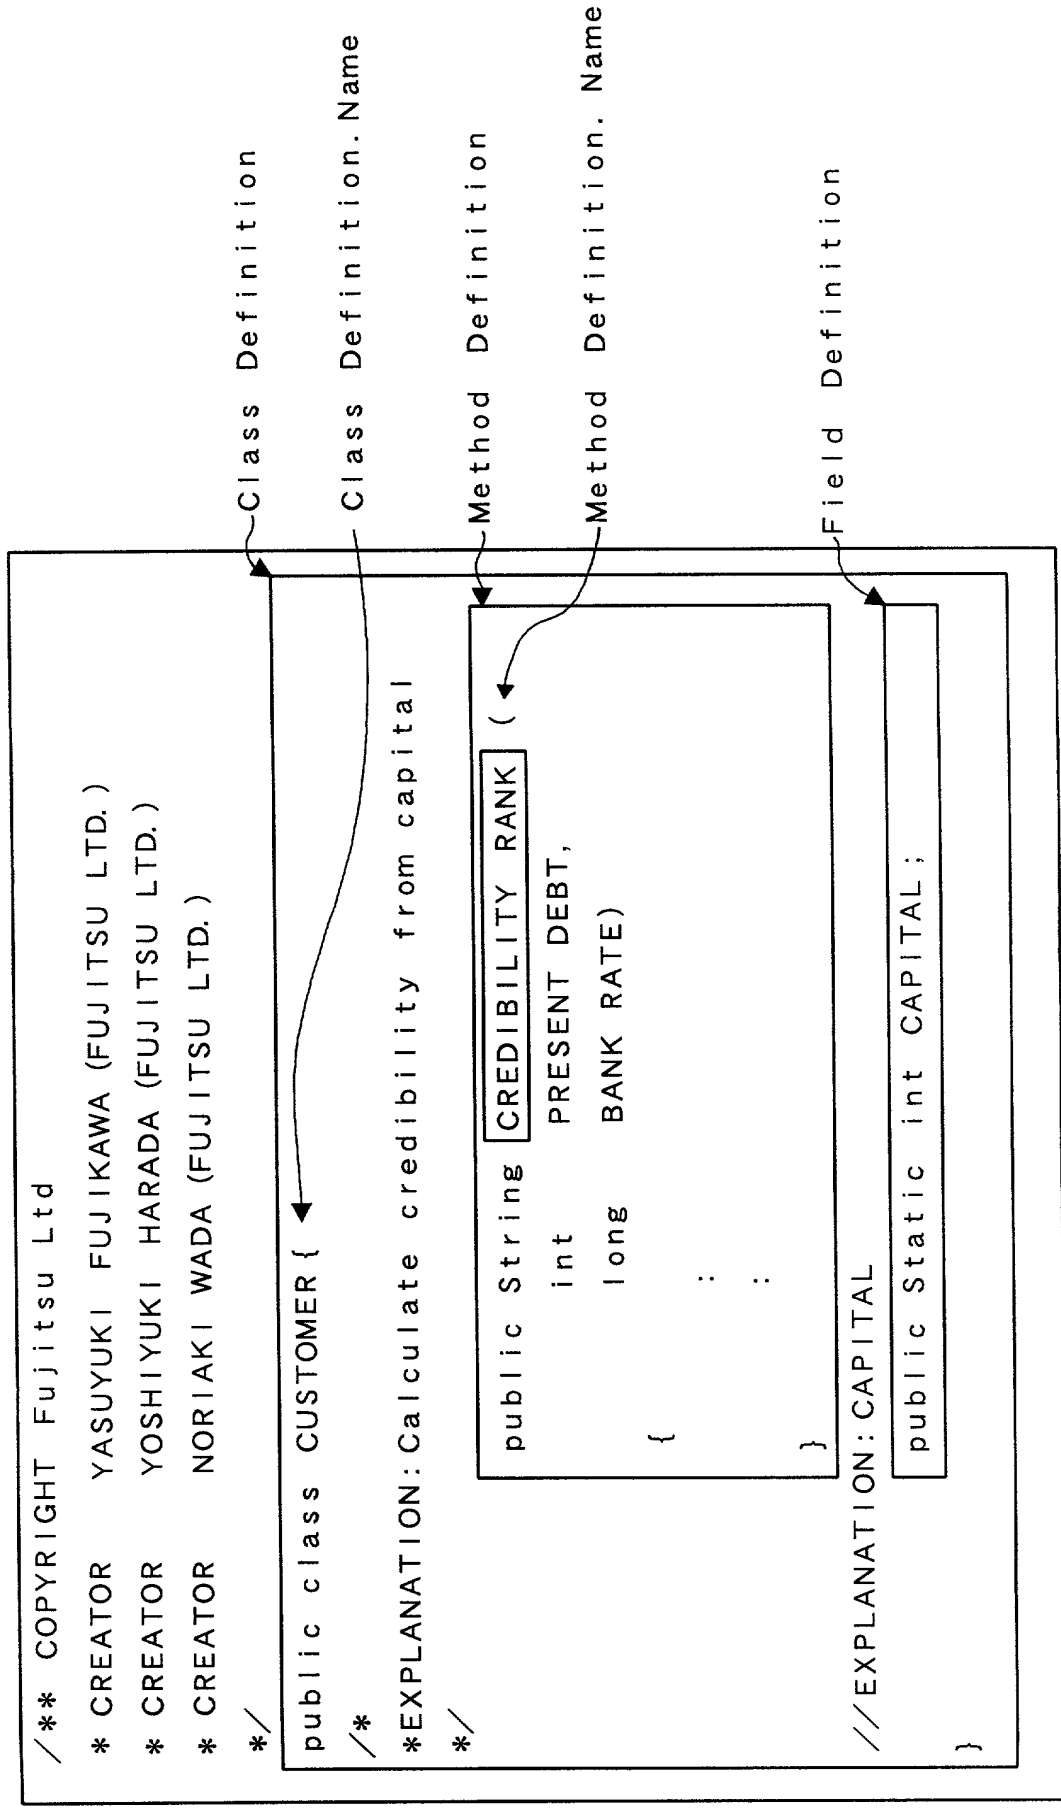 /** COPYRIGHT Fujitsu Ltd
* CREATOR YASUYUKI FUJIKAWA (FUJITSU LTD.)
* CREATOR YOSHIYUKI HARADA (FUJITSU LTD.)
* CREATOR NORIAKI WADA (FUJITSU LTD.)
*/
Class Definition
public class CUSTOMER {
Class Definition. Name
/*
*EXPLANATION: Calculate credibility from capital
*/
Method Definition
public String CREDIBILITY RANK (
int PRESENT DEBT,
Method Definition. Name
long BANK RATE)
{
:
:
}
Field Definition
//EXPLANATION: CAPITAL
public Static int CAPITAL;
}